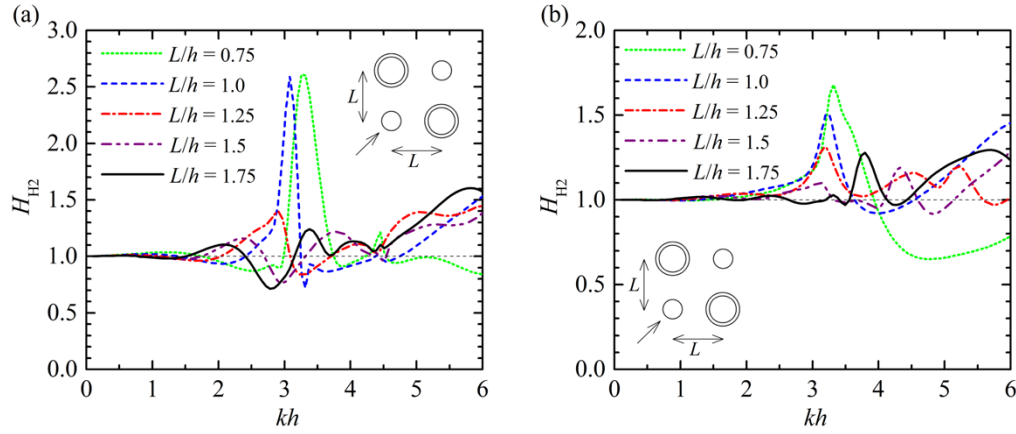 (a)
3.0
2.5
2.0
1.5
1.0
0.5
0.0
H_H2
L/h = 0.75
L/h = 1.0
L/h = 1.25
L/h = 1.5
L/h = 1.75
L
L
0 1 2 3 4 5 6
kh
(b)
2.0
1.5
1.0
0.5
0.0
H_H2
L/h = 0.75
L/h = 1.0
L/h = 1.25
L/h = 1.5
L/h = 1.75
L
L
0 1 2 3 4 5 6
kh